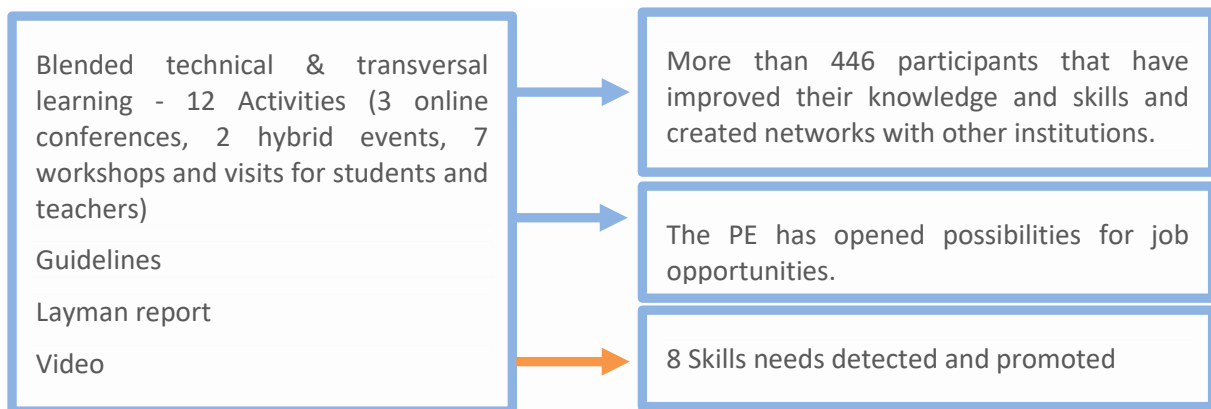 Blended technical & transversal
learning - 12 Activities (3 online
conferences, 2 hybrid events, 7
workshops and visits for students and
teachers)
Guidelines
Layman report
Video
More than 446 participants that have
improved their knowledge and skills and
created networks with other institutions.
The PE has opened possibilities for job
opportunities.
8 Skills needs detected and promoted